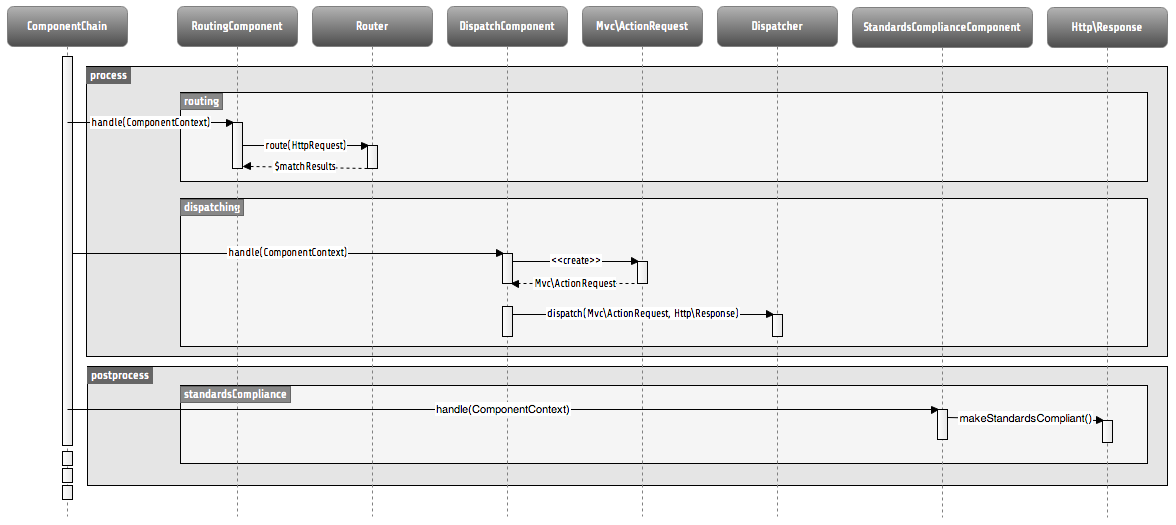 ComponentChain
RoutingComponent
Router
DispatchComponent
Mvc\ActionRequest
Dispatcher
StandardsComplianceComponent
Http\Response
process
routing
handle(ComponentContext)
route(HttpRequest)
$matchResults
dispatching
handle(ComponentContext)
<<create>>
Mvc\ActionRequest
dispatch(Mvc\ActionRequest, Http\Response)
postprocess
standardsCompliance
handle(ComponentContext)
makeStandardsCompliant()